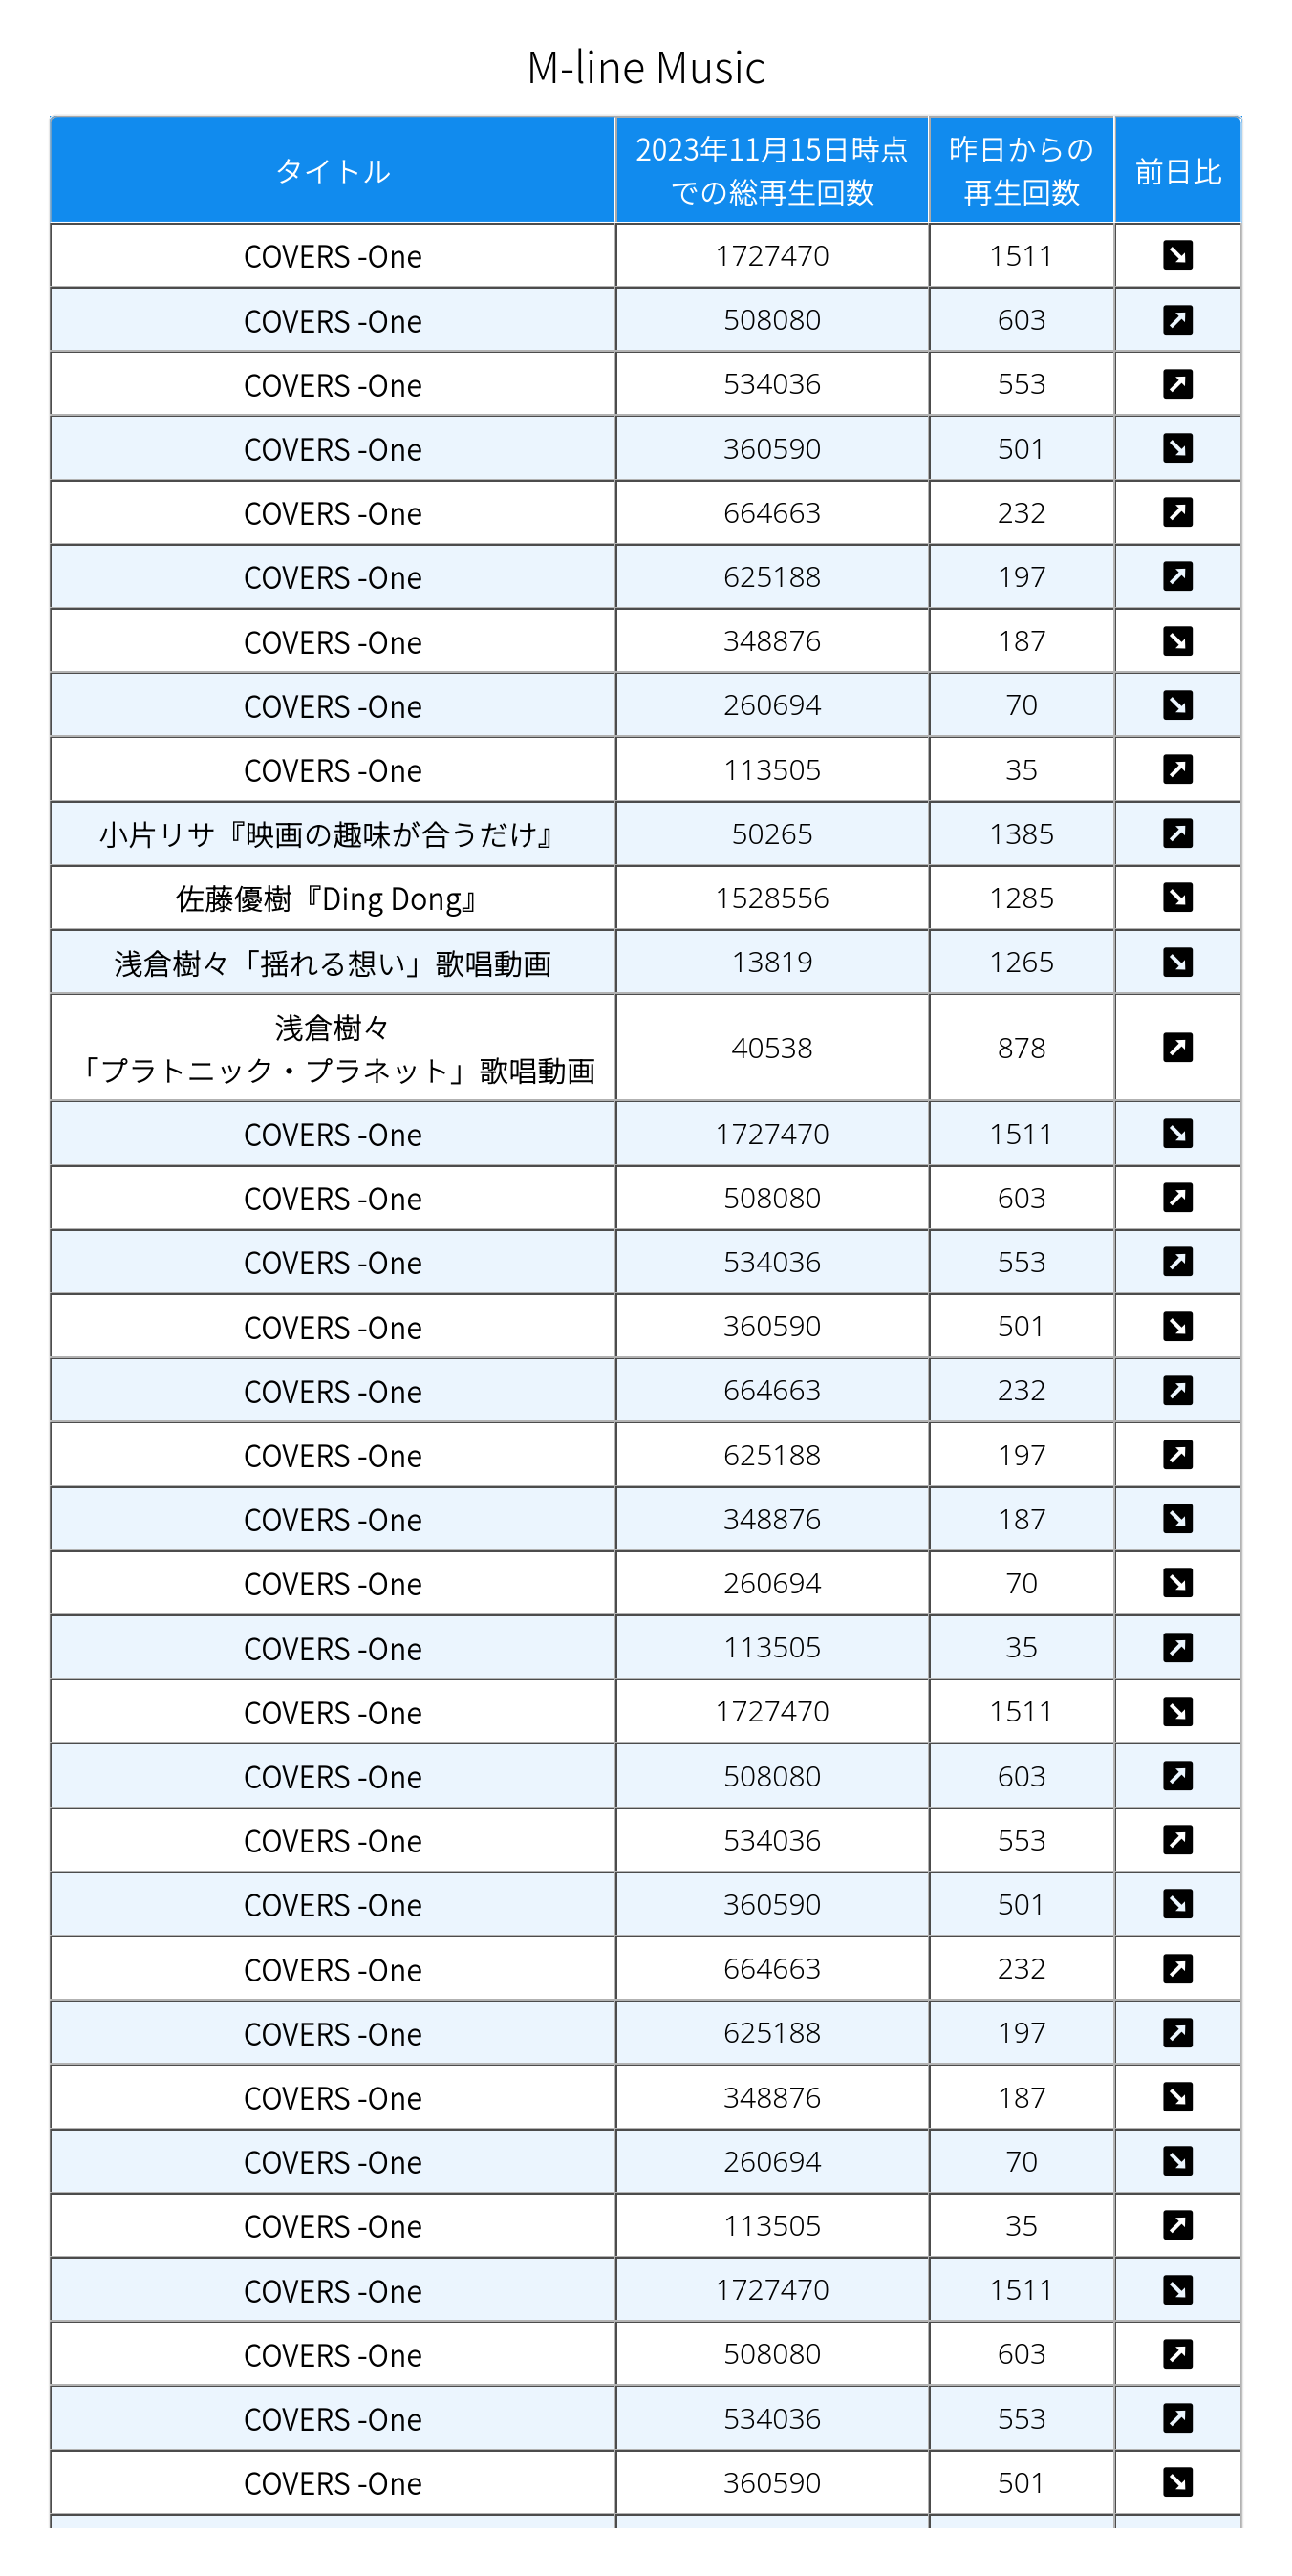 M-line Music
タイトル 2023年11月15日時点 昨日からの 前日比
での総再生回数 再生回数
COVERS -One 1727470 1511 ↘
COVERS -One 508080 603 ↗
COVERS -One 534036 553 ↗
COVERS -One 360590 501 ↘
COVERS -One 664663 232 ↗
COVERS -One 625188 197 ↗
COVERS -One 348876 187 ↘
COVERS -One 260694 70 ↘
COVERS -One 113505 35 ↗
小片リサ『映画の趣味が合うだけ』 50265 1385 ↗
佐藤優樹『Ding Dong』 1528556 1285 ↘
浅倉樹々「揺れる想い」歌唱動画 13819 1265 ↘
浅倉樹々
「プラトニック・プラネット」歌唱動画 40538 878 ↗
COVERS -One 1727470 1511 ↘
COVERS -One 508080 603 ↗
COVERS -One 534036 553 ↗
COVERS -One 360590 501 ↘
COVERS -One 664663 232 ↗
COVERS -One 625188 197 ↗
COVERS -One 348876 187 ↘
COVERS -One 260694 70 ↘
COVERS -One 113505 35 ↗
COVERS -One 1727470 1511 ↘
COVERS -One 508080 603 ↗
COVERS -One 534036 553 ↗
COVERS -One 360590 501 ↘
COVERS -One 664663 232 ↗
COVERS -One 625188 197 ↗
COVERS -One 348876 187 ↘
COVERS -One 260694 70 ↘
COVERS -One 113505 35 ↗
COVERS -One 1727470 1511 ↘
COVERS -One 508080 603 ↗
COVERS -One 534036 553 ↗
COVERS -One 360590 501 ↘